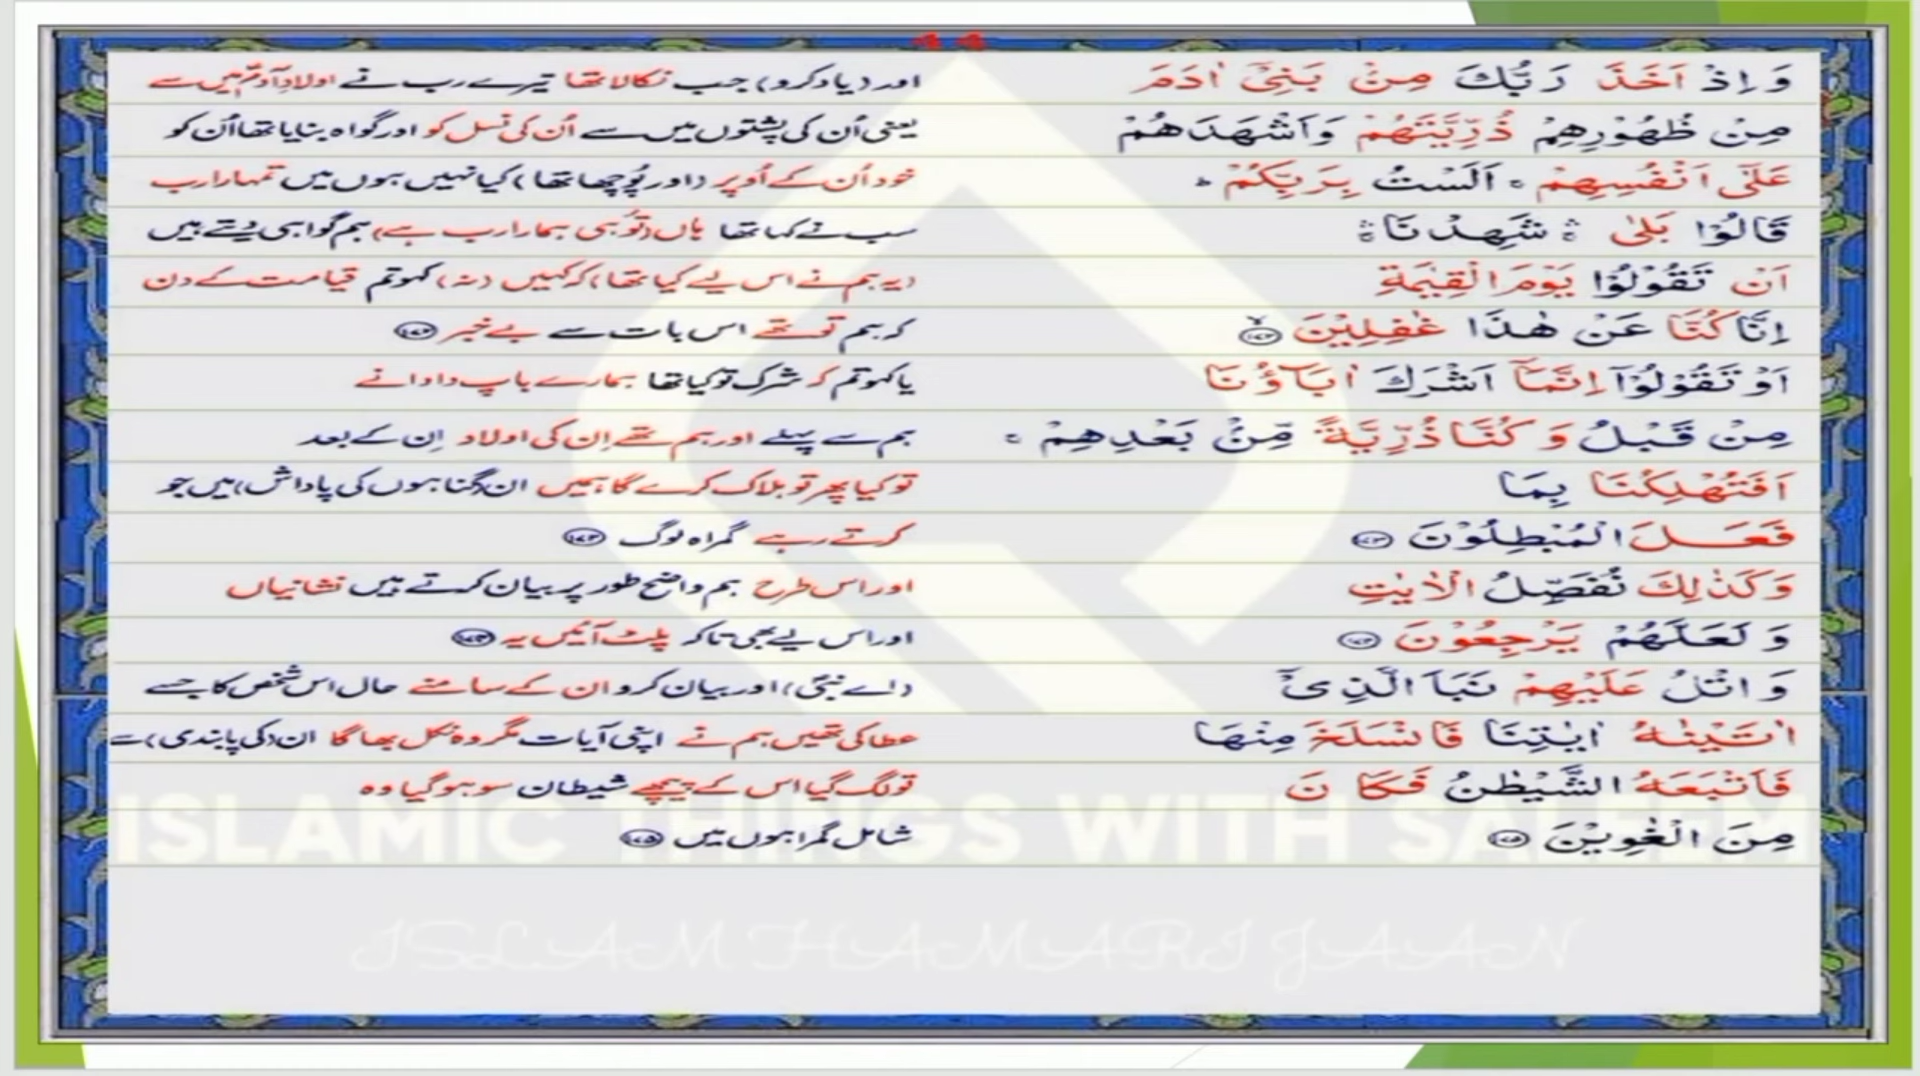 وَ اِذْ اَخَذَ رَبُّكَ مِنْۢ بَنِیْۤ اٰدَمَ اور (یاد کرو) جب نکالا تھا تیرے رب نے اولادِ آدم میں سے
مِنْ ظُهُوْرِهِمْ ذُرِّیَّتَهُمْ وَاَشْهَدَهُمْ یعنی اُن کی پشتوں میں سے اُن کی نسل کو اور گواہ بنایا تھا اُن کو
عَلٰۤی اَنْفُسِهِمْ ۚ اَلَسْتُ بِرَبِّكُمْ ؕ خود اُن کے اُوپر (اور پُوچھا تھا) کیا نہیں ہوں میں تمہارا رب
قَالُوْا بَلٰی ۛۚ شَهِدْنَا ۛۚ سب نے کہا تھا ہاں (تُو ہی ہمارا رب ہے) ہم گواہی دیتے ہیں
اَنْ تَقُوْلُوْا یَوْمَ الْقِیٰمَةِ (یہ ہم نے اس لیے کیا تھا) کہ کہیں (نہ) کہو تم قیامت کے دن
اِنَّا كُنَّا عَنْ هٰذَا غٰفِلِیْنَ ۙ﴿۱۷۲﴾ کہ ہم تو تھے اس بات سے بے خبر ﴿۱۷۲﴾
اَوْ تَقُوْلُوْۤا اِنَّمَاۤ اَشْرَكَ اٰبَآؤُنَا یا کہو تم کہ شرک تو کیا تھا ہمارے باپ دادا نے
مِنْ قَبْلُ وَ كُنَّا ذُرِّیَّةً مِّنْۢ بَعْدِهِمْ ۚ ہم سے پہلے اور ہم تھے اِن کی اولاد اِن کے بعد
اَفَتُهْلِكُنَا بِمَا تو کیا پھر تو ہلاک کرے گا ہمیں ان (گناہوں کی پاداش) میں جو
فَعَلَ الْمُبْطِلُوْنَ ﴿۱۷۳﴾ کرتے رہے گمراہ لوگ ﴿۱۷۳﴾
وَكَذٰلِكَ نُفَصِّلُ الْاٰیٰتِ اور اس طرح ہم واضح طور پر بیان کرتے ہیں نشانیاں
وَ لَعَلَّهُمْ یَرْجِعُوْنَ ﴿۱۷۴﴾ اور اس لیے بھی تاکہ پلٹ آئیں یہ ﴿۱۷۴﴾
وَ اتْلُ عَلَیْهِمْ نَبَاَ الَّذِیْۤ (اے نبیؐ) اور بیان کرو ان کے سامنے حال اس شخص کا جسے
اٰتَیْنٰهُ اٰیٰتِنَا فَانْسَلَخَ مِنْهَا عطا کی تھیں ہم نے اپنی آیات مگر وہ نکل بھاگا ان (کی پابندی) سے
فَاَتْبَعَهُ الشَّیْطٰنُ فَكَانَ تو لگ گیا اس کے پیچھے شیطان سو ہو گیا وہ
مِنَ الْغٰوِیْنَ ﴿۱۷۵﴾ شامل گمراہوں میں ﴿۱۷۵﴾
ISLAMIC THINGS WITH SALEEM
ISLAM HAMARI JAAN